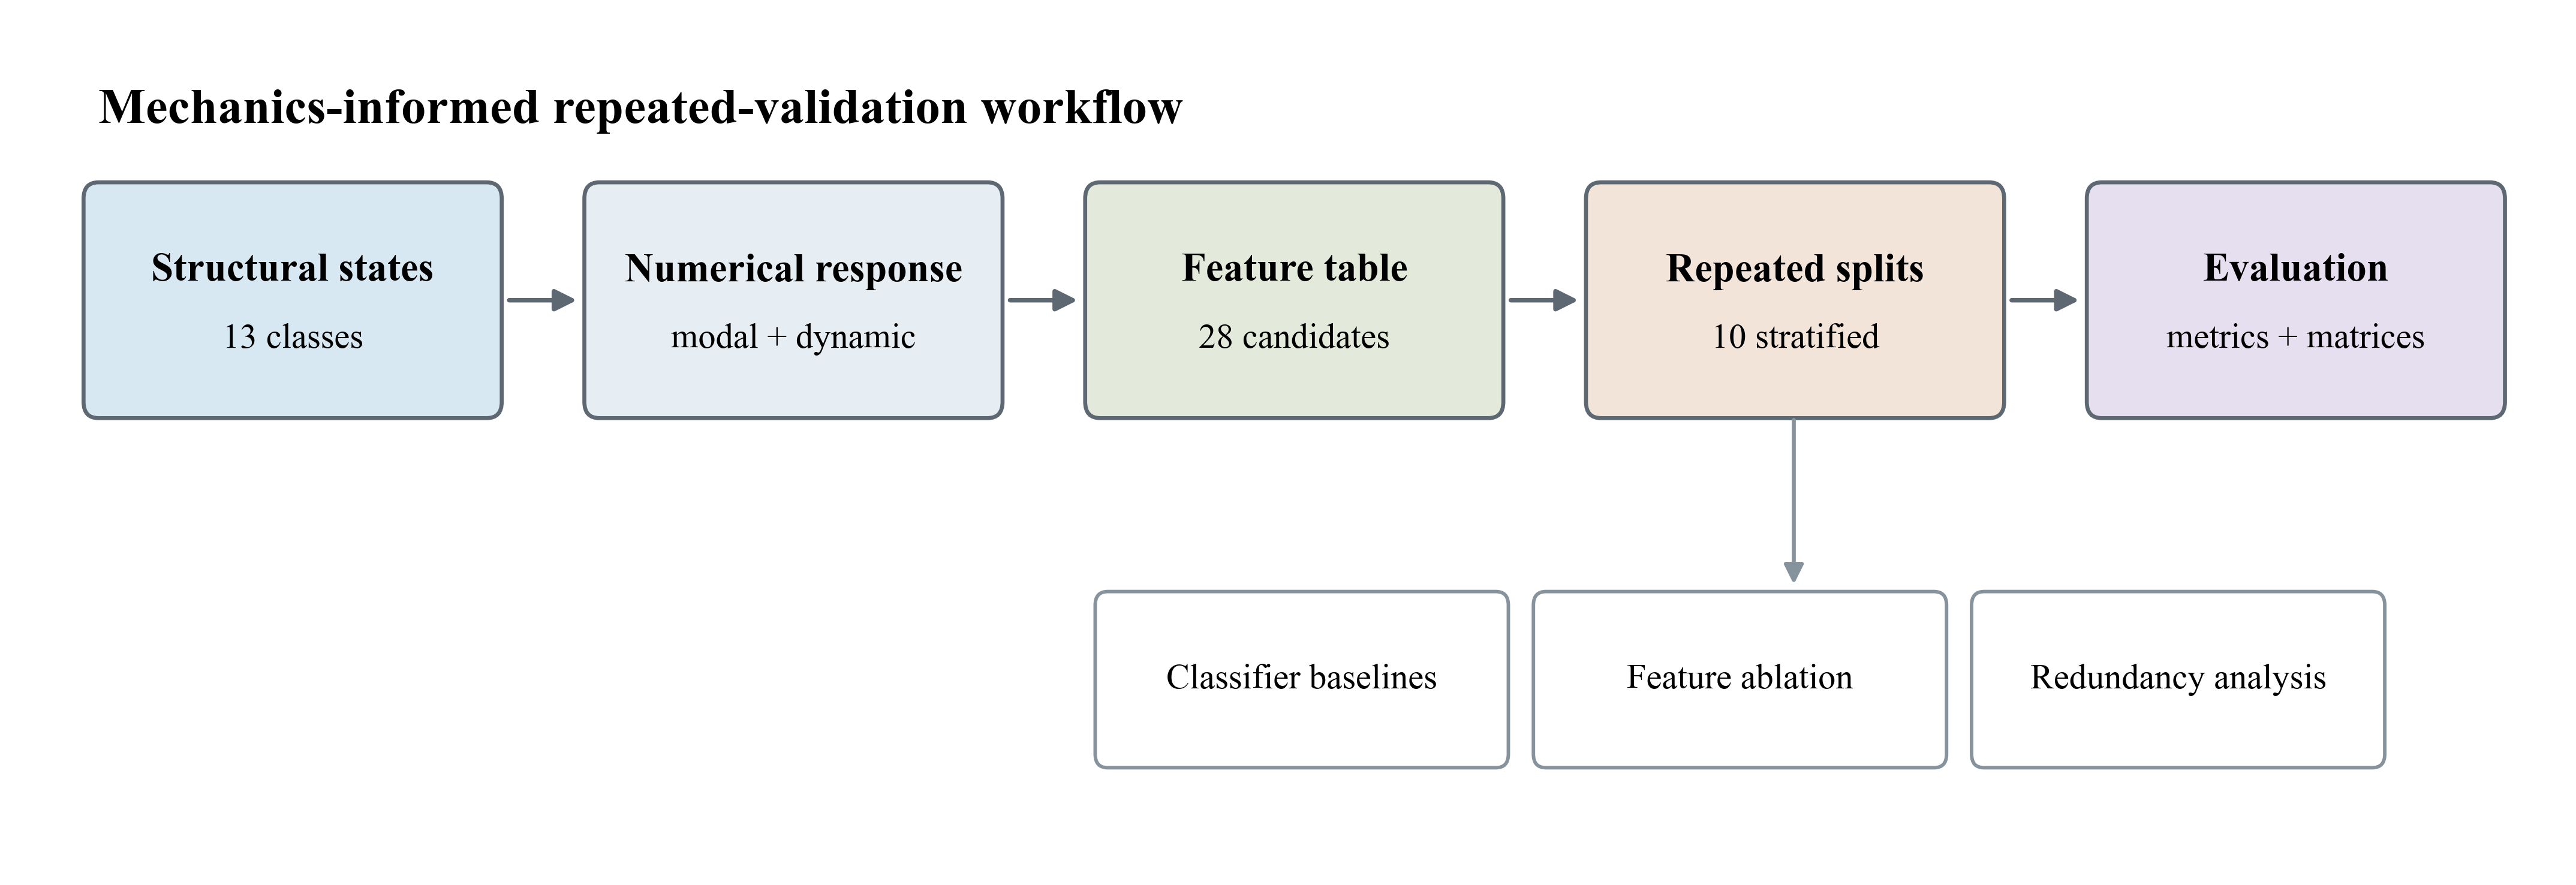 Mechanics-informed repeated-validation workflow
Structural states
13 classes
Numerical response
modal + dynamic
Feature table
28 candidates
Repeated splits
10 stratified
Evaluation
metrics + matrices
Classifier baselines
Feature ablation
Redundancy analysis